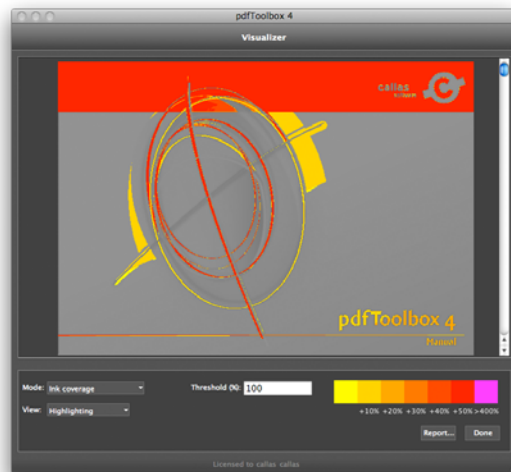 pdfToolbox 4
Visualizer
callas
pdfToolbox 4
Manual
Mode: Ink coverage
Threshold (%): 100
View: Highlighting
+10% +20% +30% +40% +50% >400%
Report... Done
Licensed to callas callas